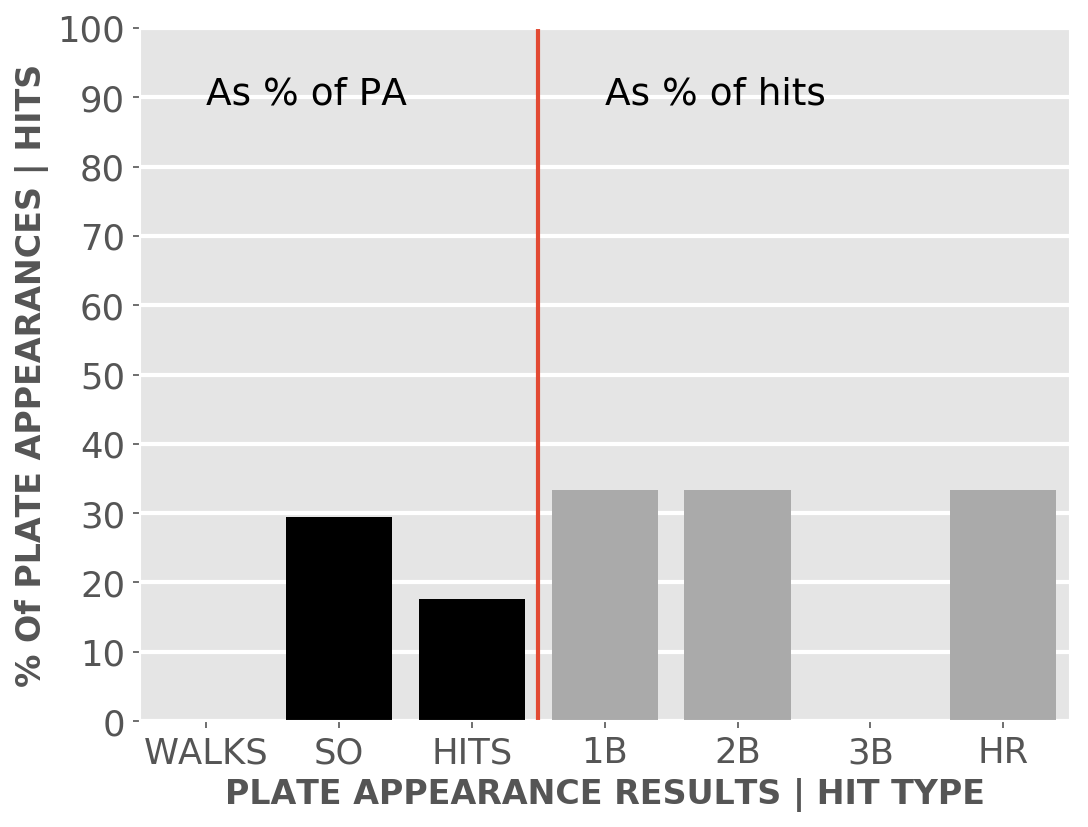 100
90
80
70
60
50
40
30
20
10
0
% Of PLATE APPEARANCES | HITS
As % of PA
As % of hits
WALKS SO HITS 1B 2B 3B HR
PLATE APPEARANCE RESULTS | HIT TYPE